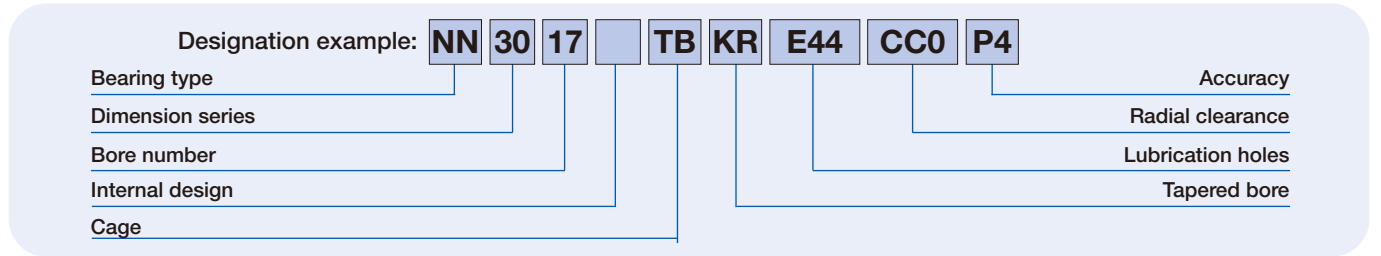 Designation example: NN 30 17 TB KR E44 CC0 P4
Bearing type Accuracy
Dimension series Radial clearance
Bore number Lubrication holes
Internal design Tapered bore
Cage